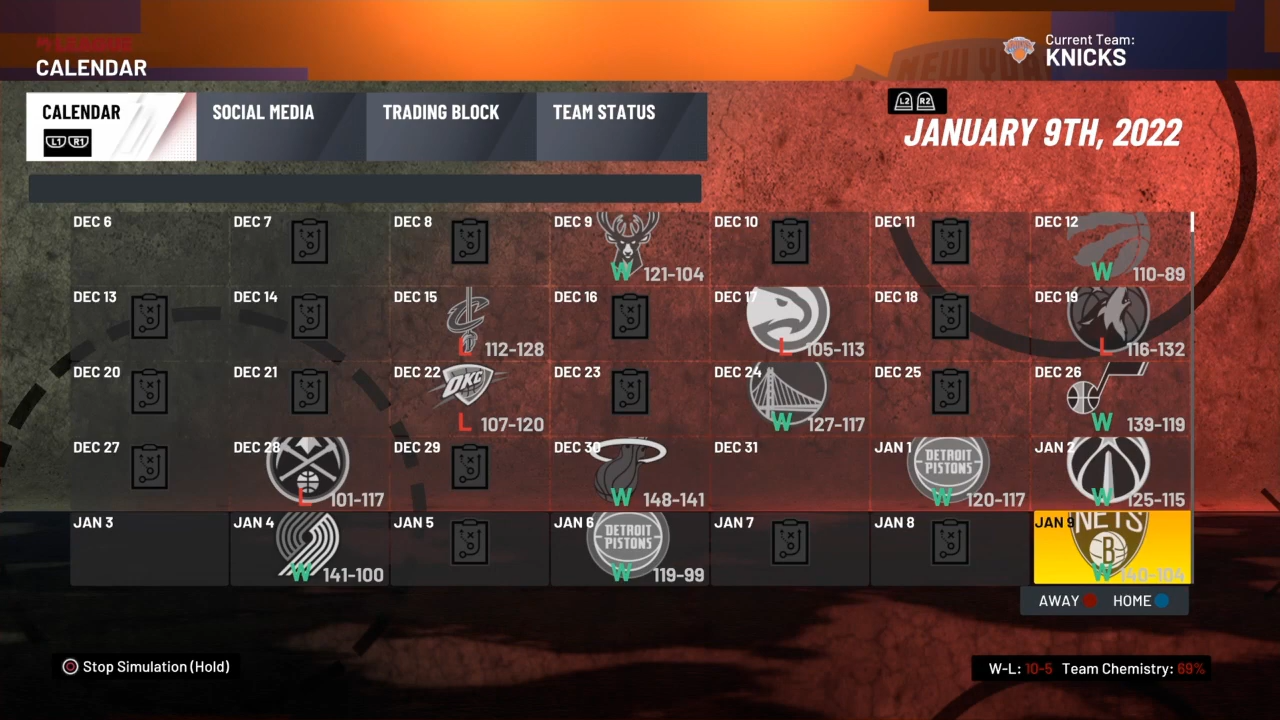 LEAGUE
CALENDAR
NEW YORK
Current Team:
KNICKS
CALENDAR
L1 R1
SOCIAL MEDIA
TRADING BLOCK
TEAM STATUS
L2 R2
JANUARY 9TH, 2022
DEC 6
DEC 7
DEC 8
DEC 9
W 121-104
DEC 10
DEC 11
DEC 12
W 110-89
DEC 13
DEC 14
DEC 15
L 112-128
DEC 16
DEC 17
L 105-113
DEC 18
DEC 19
L 116-132
DEC 20
DEC 21
DEC 22
OKC
L 107-120
DEC 23
DEC 24
W 127-117
DEC 25
DEC 26
W 139-119
DEC 27
DEC 28
L 101-117
DEC 29
DEC 30
W 148-141
DEC 31
JAN 1
DETROIT
PISTONS
W 120-117
JAN 2
W 125-115
JAN 3
JAN 4
W 141-100
JAN 5
JAN 6
DETROIT
PISTONS
W 119-99
JAN 7
JAN 8
JAN 9
NETS
B
W 140-104
AWAY HOME
Stop Simulation (Hold)
W-L: 10-5 Team Chemistry: 69%